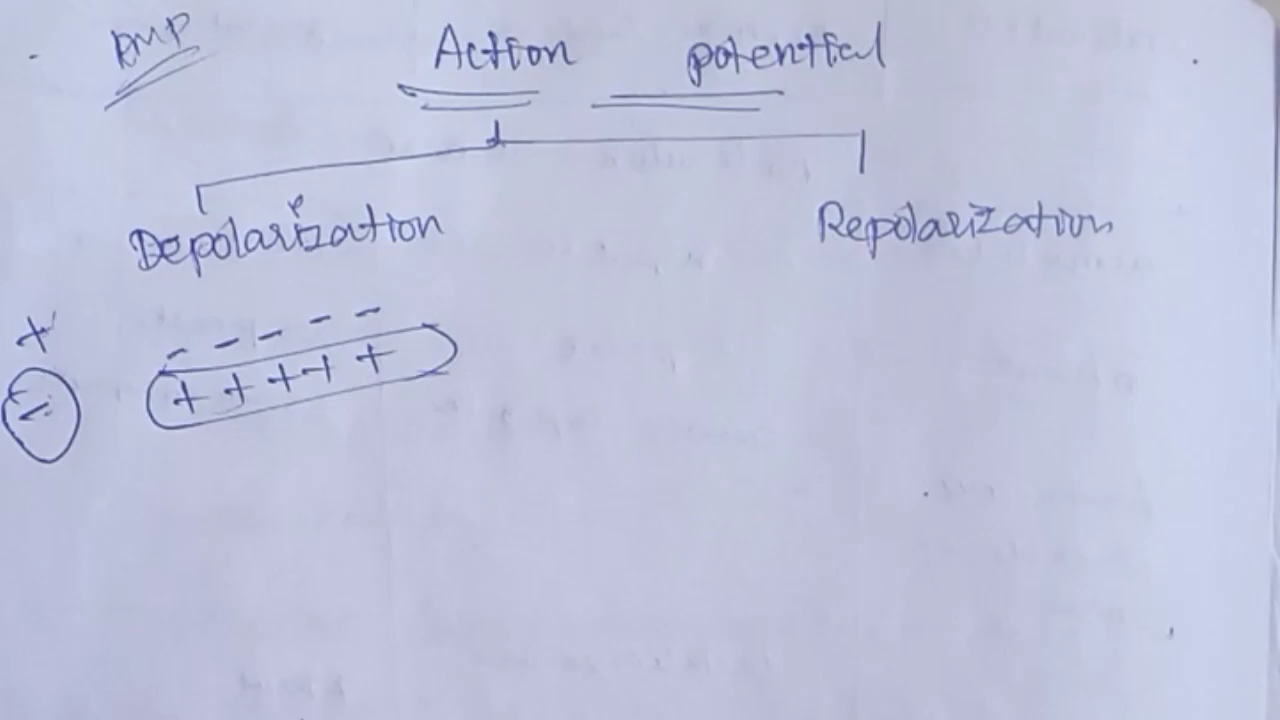 RMP
Action potential
Depolarization
Repolarization
- - - - -
+
+ + + + +
-